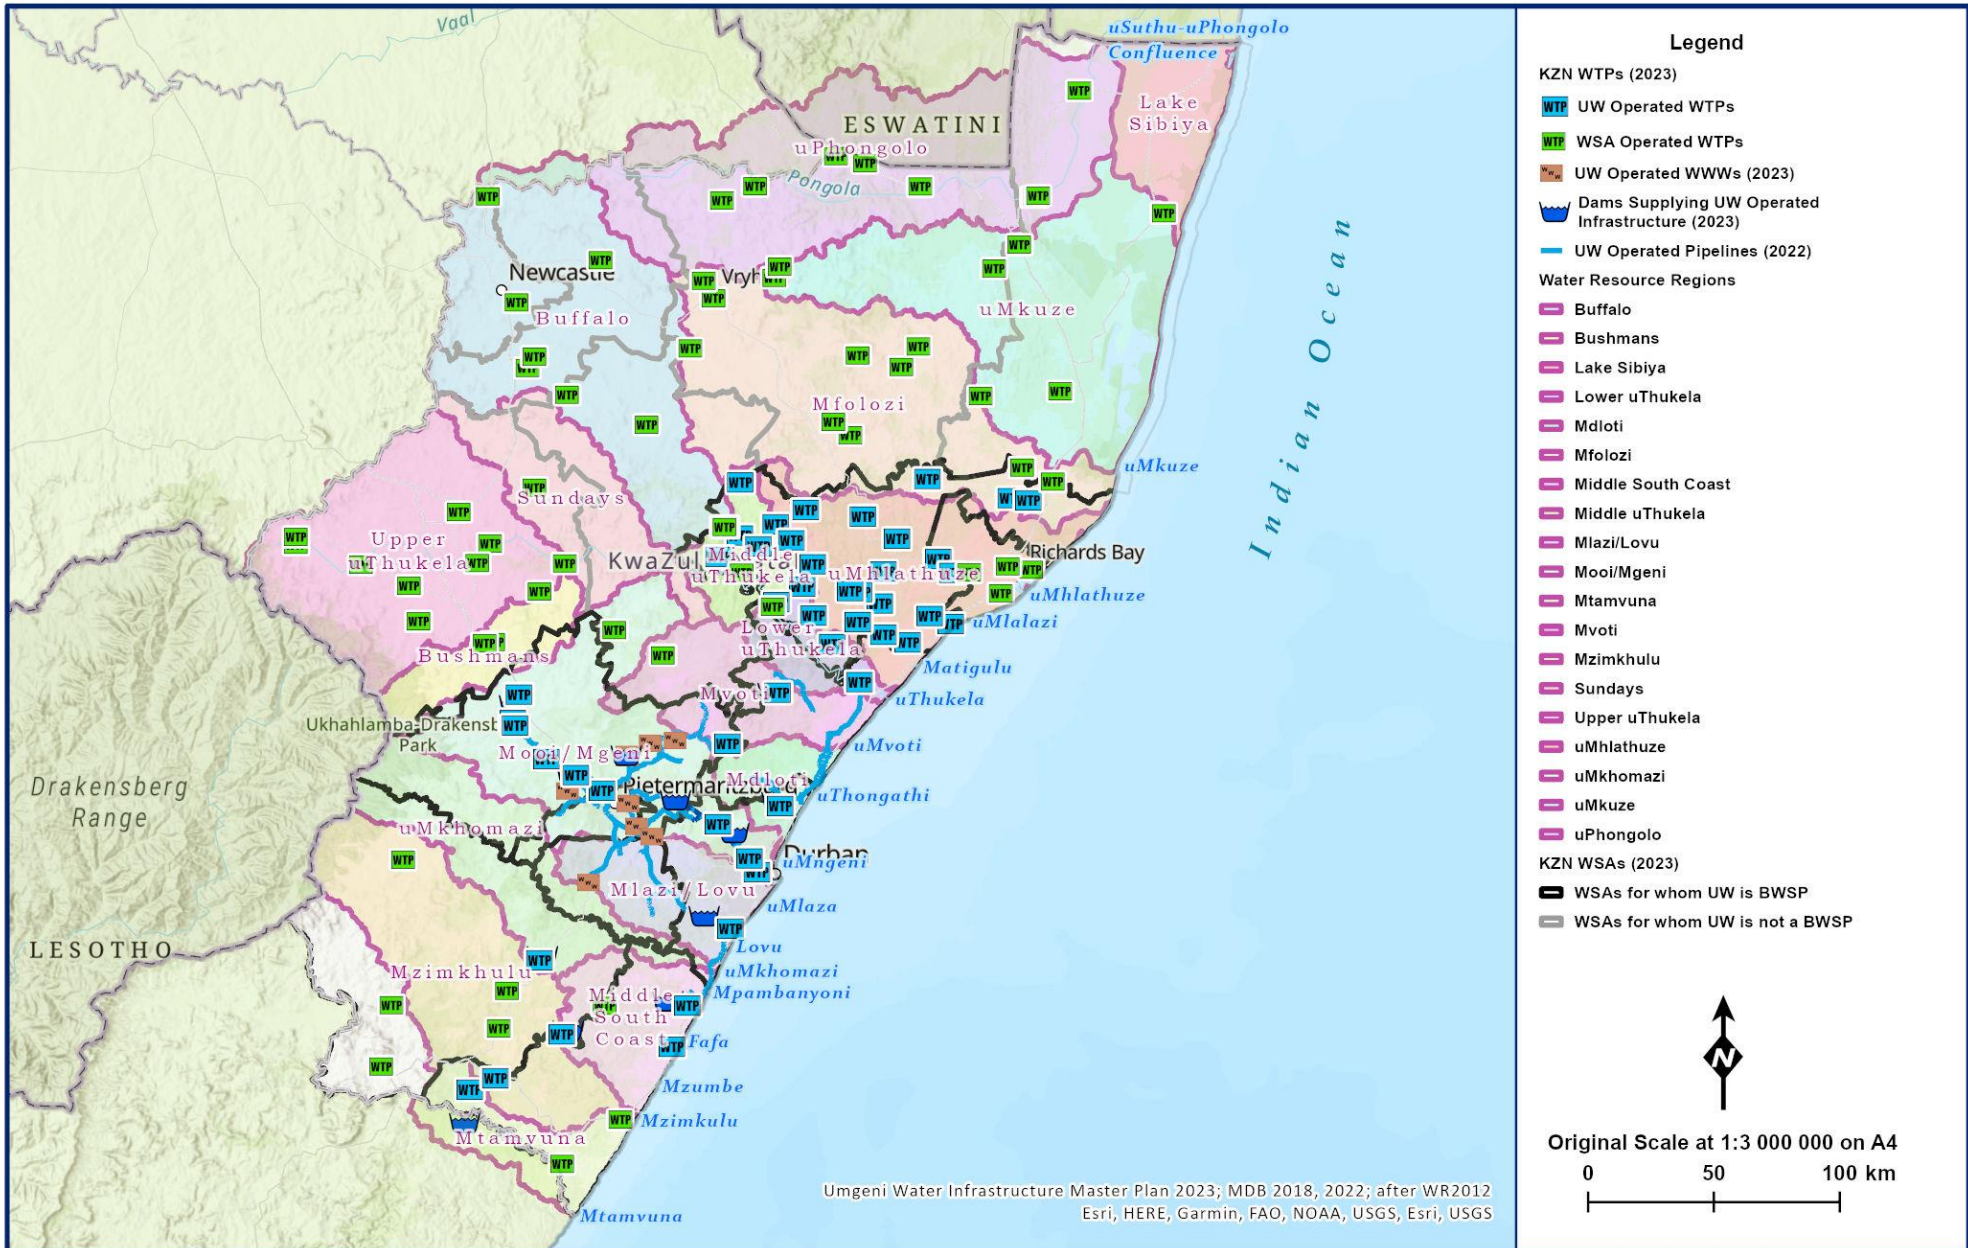 Vaal
uSuthu-uPhongolo
Confluence
Lake
Sibiya
ESWATINI
uPhongolo
Pongola
WTP
Newcastle
Vryh
Buffalo
uMkuze
Mfolozi
uMkuze
Indian Ocean
Sundays
Upper
uThukela
KwaZul
Middle
uThukela
uMhlathuze
Richards Bay
uMhlathuze
uMlalazi
Lower
uThukela
Bushmans
Matigulu
uThukela
Mvoti
Ukhahlamba-Drakensb
Park
Mooi/Mgeni
uMvoti
Drakensberg
Range
Pietermaritzburg
Mdloti
uThongathi
uMkhomazi
Durban
uMngeni
Mlazi/Lovu
uMlaza
LESOTHO
Lovu
Mzimkhulu
uMkhomazi
Mpambanyoni
Middle
South
Coast
Fafa
Mzumbe
Mzimkulu
Mtamvuna
Mtamvuna
Umgeni Water Infrastructure Master Plan 2023; MDB 2018, 2022; after WR2012
Esri, HERE, Garmin, FAO, NOAA, USGS, Esri, USGS
Legend
KZN WTPs (2023)
WTP UW Operated WTPs
WTP WSA Operated WTPs
UW Operated WWWs (2023)
Dams Supplying UW Operated
Infrastructure (2023)
UW Operated Pipelines (2022)
Water Resource Regions
Buffalo
Bushmans
Lake Sibiya
Lower uThukela
Mdloti
Mfolozi
Middle South Coast
Middle uThukela
Mlazi/Lovu
Mooi/Mgeni
Mtamvuna
Mvoti
Mzimkhulu
Sundays
Upper uThukela
uMhlathuze
uMkhomazi
uMkuze
uPhongolo
KZN WSAs (2023)
WSAs for whom UW is BWSP
WSAs for whom UW is not a BWSP
N
Original Scale at 1:3 000 000 on A4
0 50 100 km